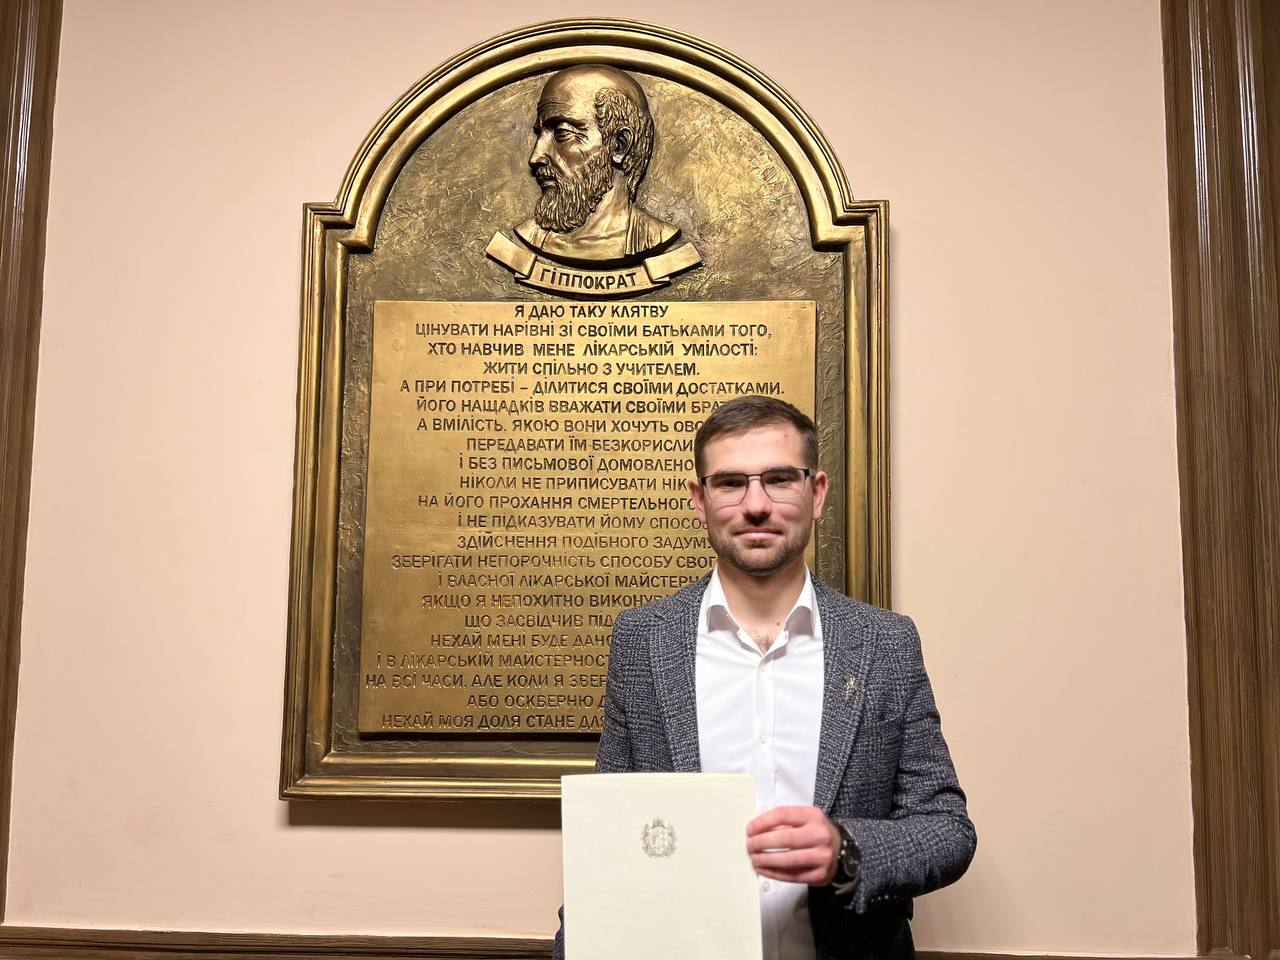 ГІППОКРАТ
Я ДАЮ ТАКУ КЛЯТВУ
ЦІНУВАТИ НАРІВНІ ЗІ СВОЇМИ БАТЬКАМИ ТОГО,
ХТО НАВЧИВ МЕНЕ ЛІКАРСЬКІЙ УМІЛОСТІ:
ЖИТИ СПІЛЬНО З УЧИТЕЛЕМ.
А ПРИ ПОТРЕБІ – ДІЛИТИСЯ СВОЇМИ ДОСТАТКАМИ.
ЙОГО НАЩАДКІВ ВВАЖАТИ СВОЇМИ
А ВМІЛІСТЬ. ЯКОЮ ВОНИ ХОЧУТЬ
ПЕРЕДАВАТИ ЇМ
І БЕЗ ПИСЬМОВОЇ
НІКОЛИ НЕ ПРИПИСУВАТИ
НА ЙОГО ПРОХАННЯ СМЕРТЕЛЬНОГО
І НЕ ПІДКАЗУВАТИ ЙОМУ
ЗДІЙСНЕННЯ ПОДІБНОГО ЗАДУМУ
ЗБЕРІГАТИ НЕПОРОЧНІСТЬ СПОСОБУ
І ВЛАСНОЇ ЛІКАРСЬКОЇ
ЯКЩО Я НЕПОХИТНО
ЩО ЗАСВІДЧИВ
НЕХАЙ МЕНІ БУДЕ
І В ЛІКАРСЬКІЙ
НА ВСІ ЧАСИ. АЛЕ КОЛИ Я
АБО ОСКВЕРНЮ
НЕХАЙ МОЯ ДОЛЯ СТАНЕ